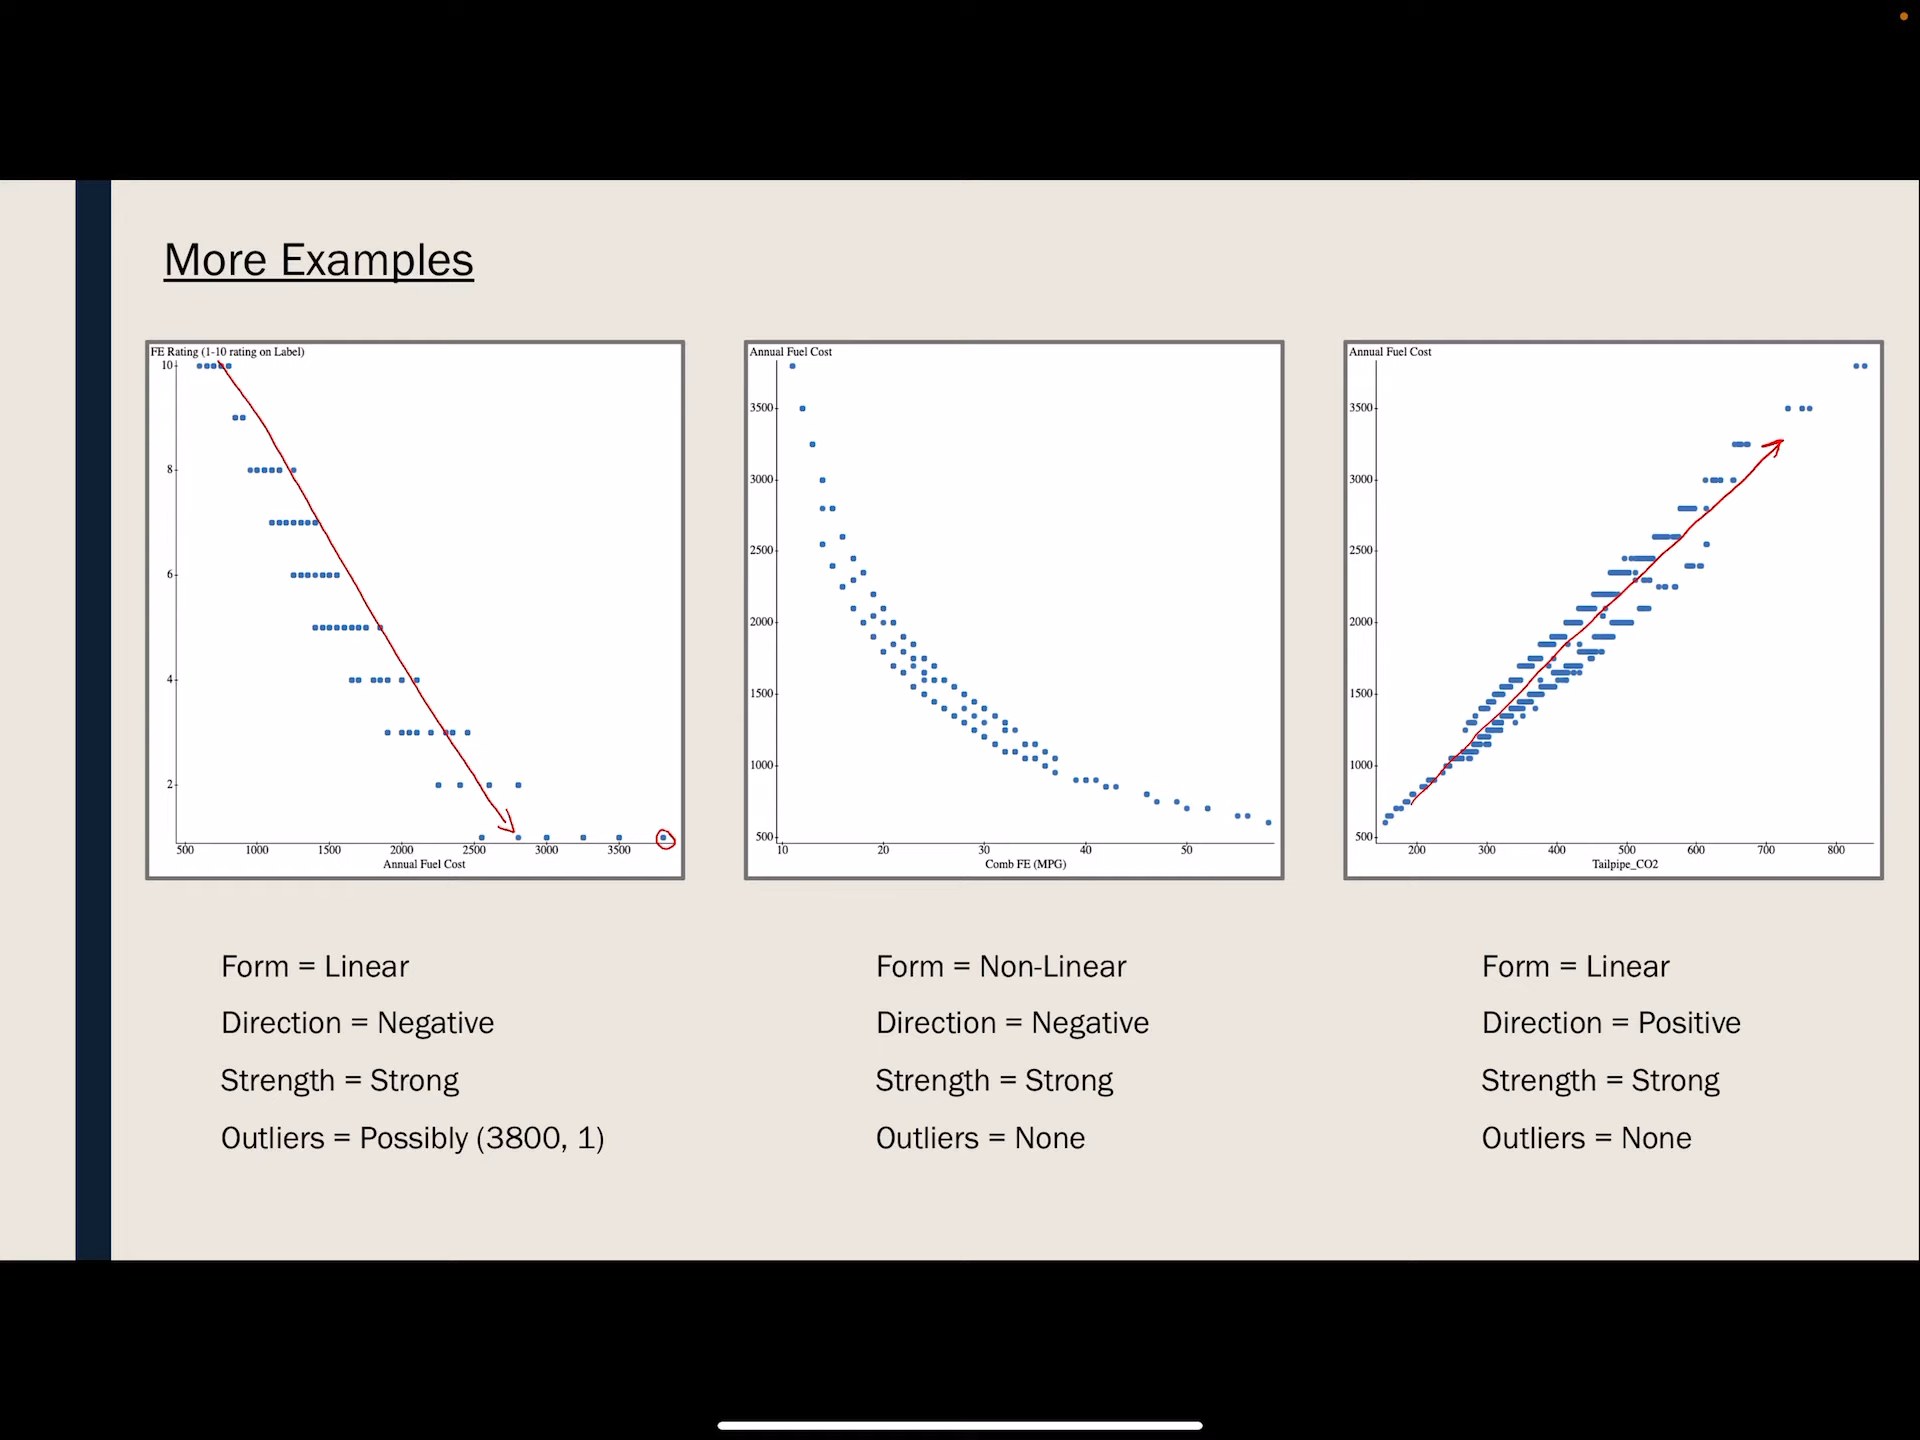 More Examples
FE Rating (1-10 rating on Label)
10
8
6
4
2
500 1000 1500 2000 2500 3000 3500
Annual Fuel Cost
Annual Fuel Cost
3500
3000
2500
2000
1500
1000
500
10 20 30 40 50
Comb FE (MPG)
Annual Fuel Cost
3500
3000
2500
2000
1500
1000
500
200 300 400 500 600 700 800
Tailpipe_CO2
Form = Linear
Direction = Negative
Strength = Strong
Outliers = Possibly (3800, 1)
Form = Non-Linear
Direction = Negative
Strength = Strong
Outliers = None
Form = Linear
Direction = Positive
Strength = Strong
Outliers = None